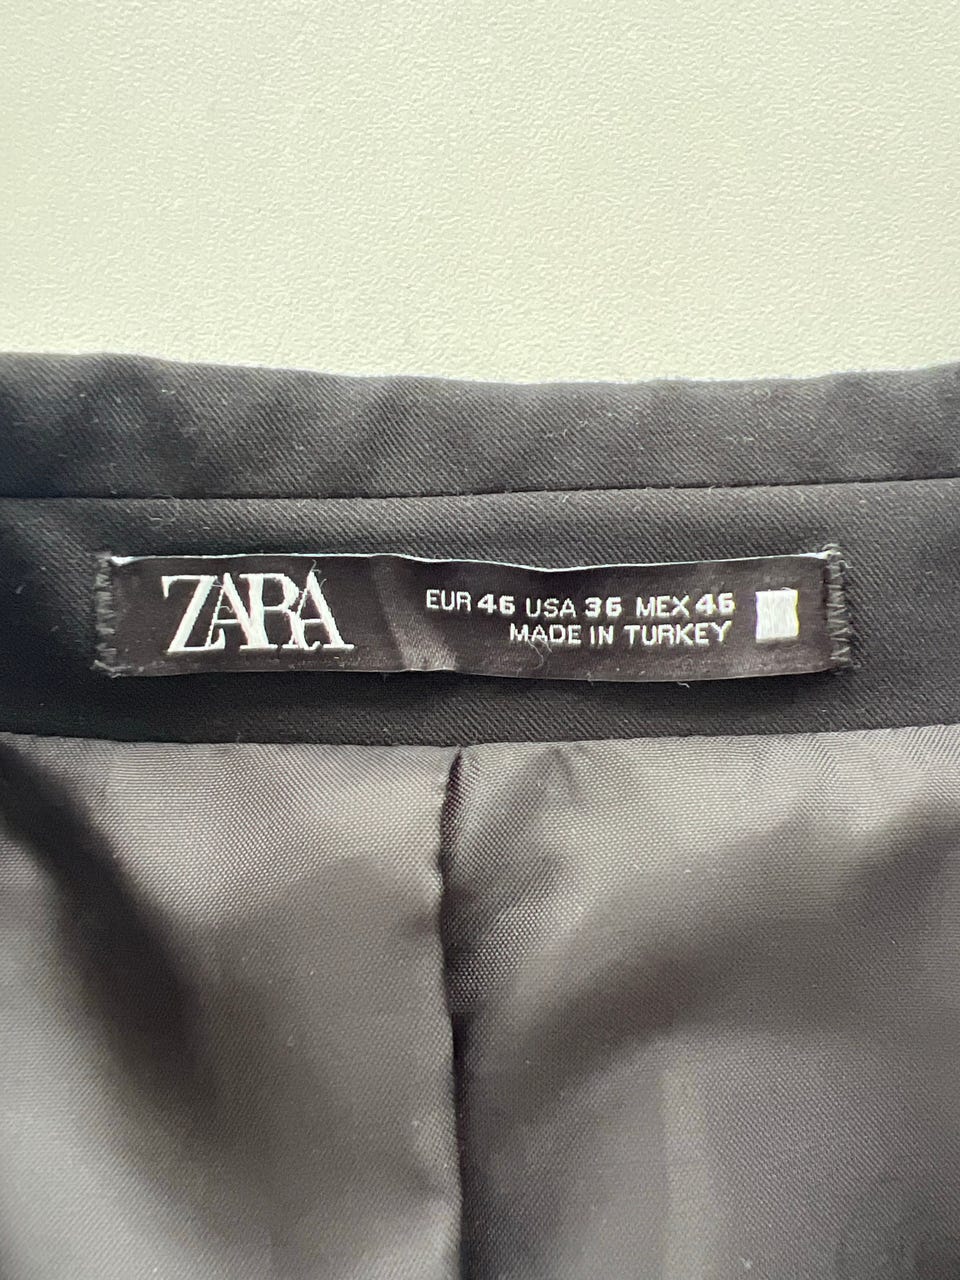 ZARA
EUR 46 USA 36 MEX 46
MADE IN TURKEY